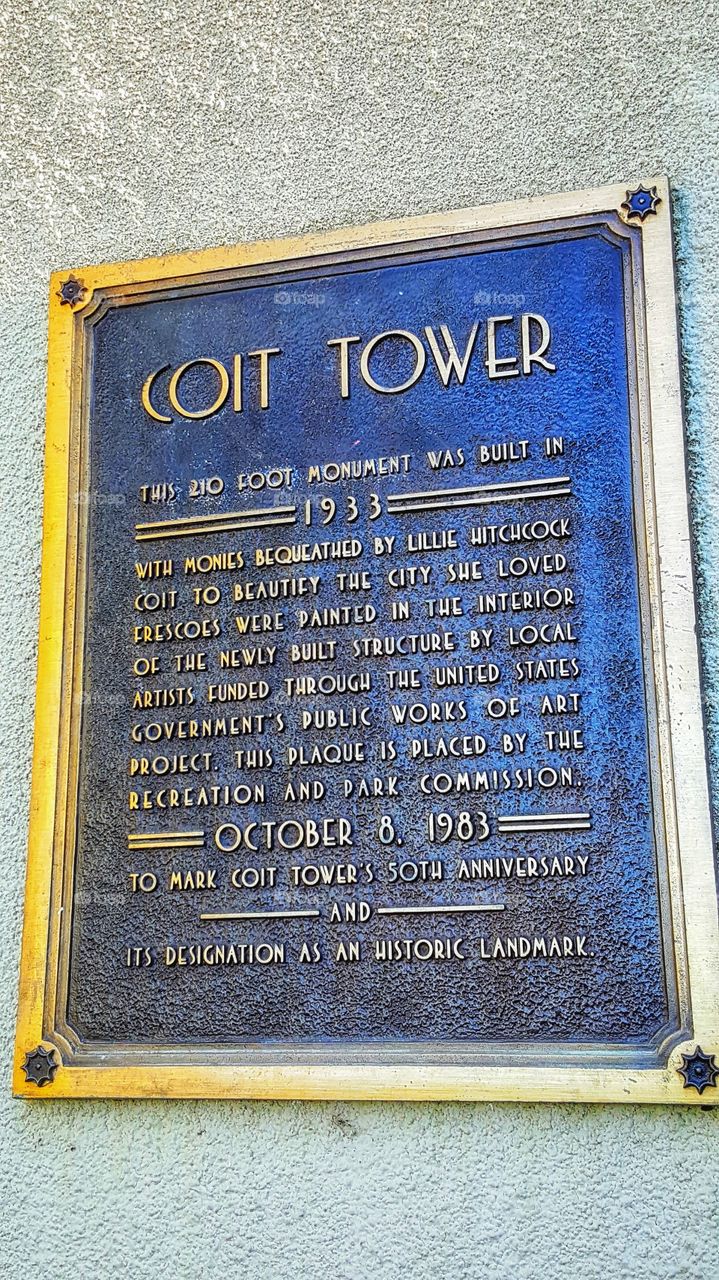 COIT TOWER
THIS 210 FOOT MONUMENT WAS BUILT IN
1933
WITH MONIES BEQUEATHED BY LILLIE HITCHCOCK
COIT TO BEAUTIFY THE CITY SHE LOVED
FRESCOES WERE PAINTED IN THE INTERIOR
OF THE NEWLY BUILT STRUCTURE BY LOCAL
ARTISTS FUNDED THROUGH THE UNITED STATES
GOVERNMENT'S PUBLIC WORKS OF ART
PROJECT. THIS PLAQUE IS PLACED BY THE
RECREATION AND PARK COMMISSION.
OCTOBER 8, 1983
TO MARK COIT TOWER'S 50TH ANNIVERSARY
AND
ITS DESIGNATION AS AN HISTORIC LANDMARK.